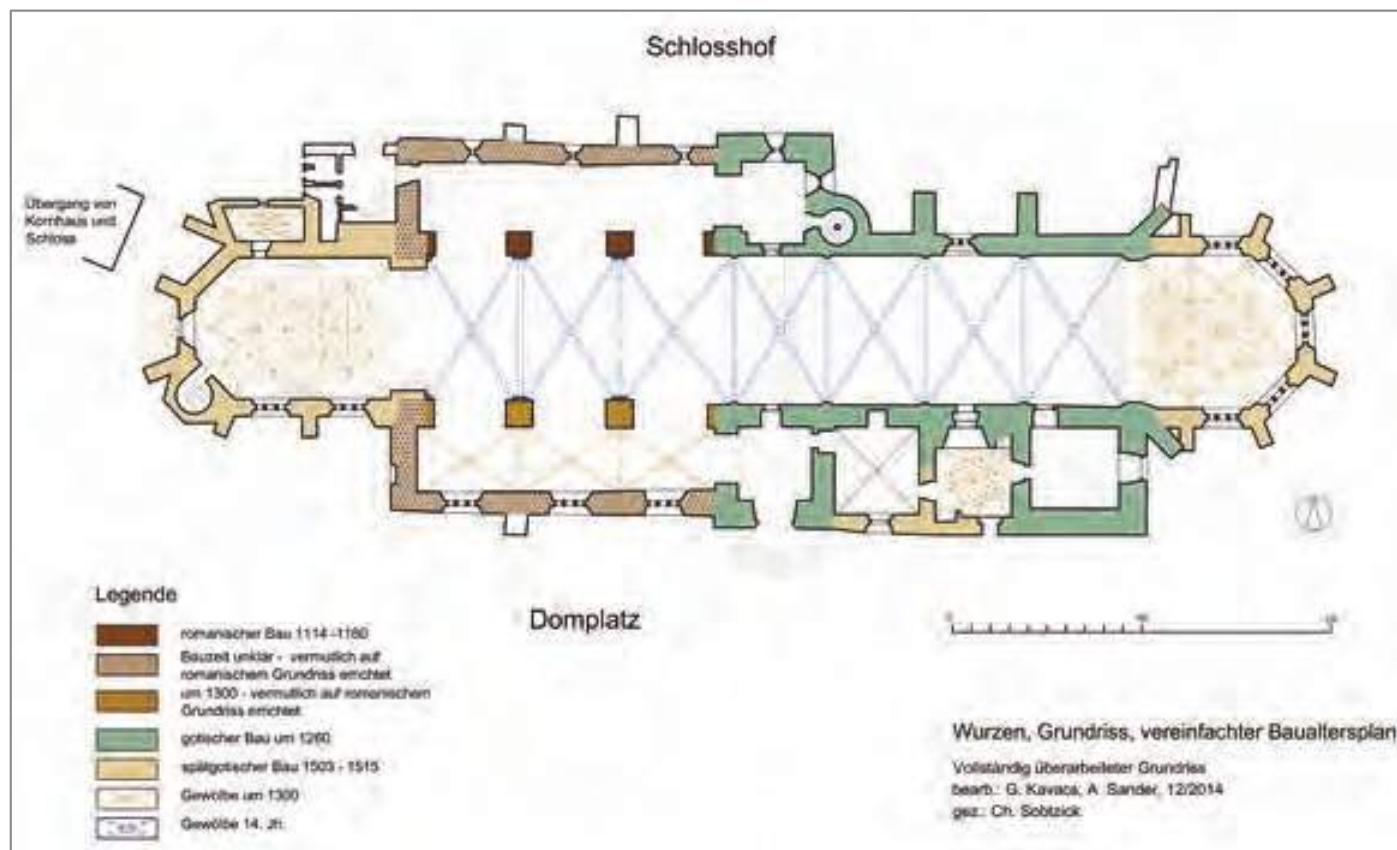 Schlosshof
Übergang von
Kornhaus und
Schloss
Legende
romanischer Bau 1114 -1160
Bauzeit unklar - vermutlich auf
romanischem Grundriss errichtet
um 1300 - vermutlich auf romanischem
Grundriss errichtet
gotischer Bau um 1260
spätgotischer Bau 1503 - 1515
Gewölbe um 1300
Gewölbe 14. Jh.
Domplatz
0
Wurzen, Grundriss, vereinfachter Baualtersplan
Vollständig überarbeiteter Grundriss
bearb.: G. Kavacs, A. Sander, 12/2014
gez.: Ch. Sobtzick